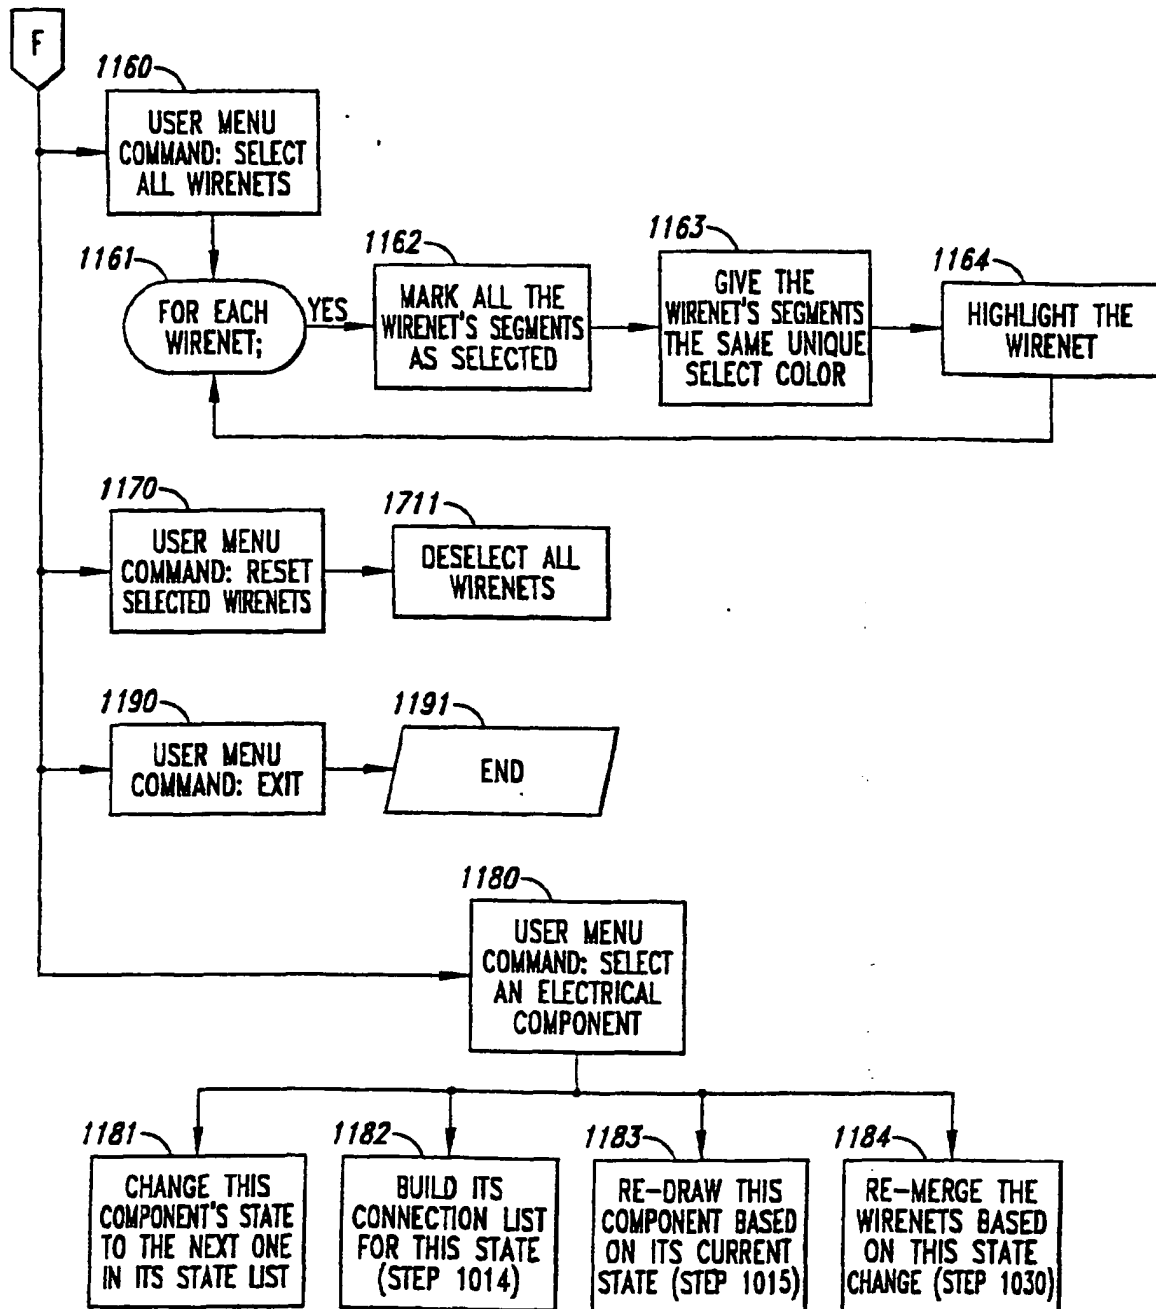 F
1160
USER MENU
COMMAND: SELECT
ALL WIRENETS
1161
FOR EACH
WIRENET;
YES
1162
MARK ALL THE
WIRENET'S SEGMENTS
AS SELECTED
1163
GIVE THE
WIRENET'S SEGMENTS
THE SAME UNIQUE
SELECT COLOR
1164
HIGHLIGHT THE
WIRENET
1170
USER MENU
COMMAND: RESET
SELECTED WIRENETS
1711
DESELECT ALL
WIRENETS
1190
USER MENU
COMMAND: EXIT
1191
END
1180
USER MENU
COMMAND: SELECT
AN ELECTRICAL
COMPONENT
1181
CHANGE THIS
COMPONENT'S STATE
TO THE NEXT ONE
IN ITS STATE LIST
1182
BUILD ITS
CONNECTION LIST
FOR THIS STATE
(STEP 1014)
1183
RE-DRAW THIS
COMPONENT BASED
ON ITS CURRENT
STATE (STEP 1015)
1184
RE-MERGE THE
WIRENETS BASED
ON THIS STATE
CHANGE (STEP 1030)